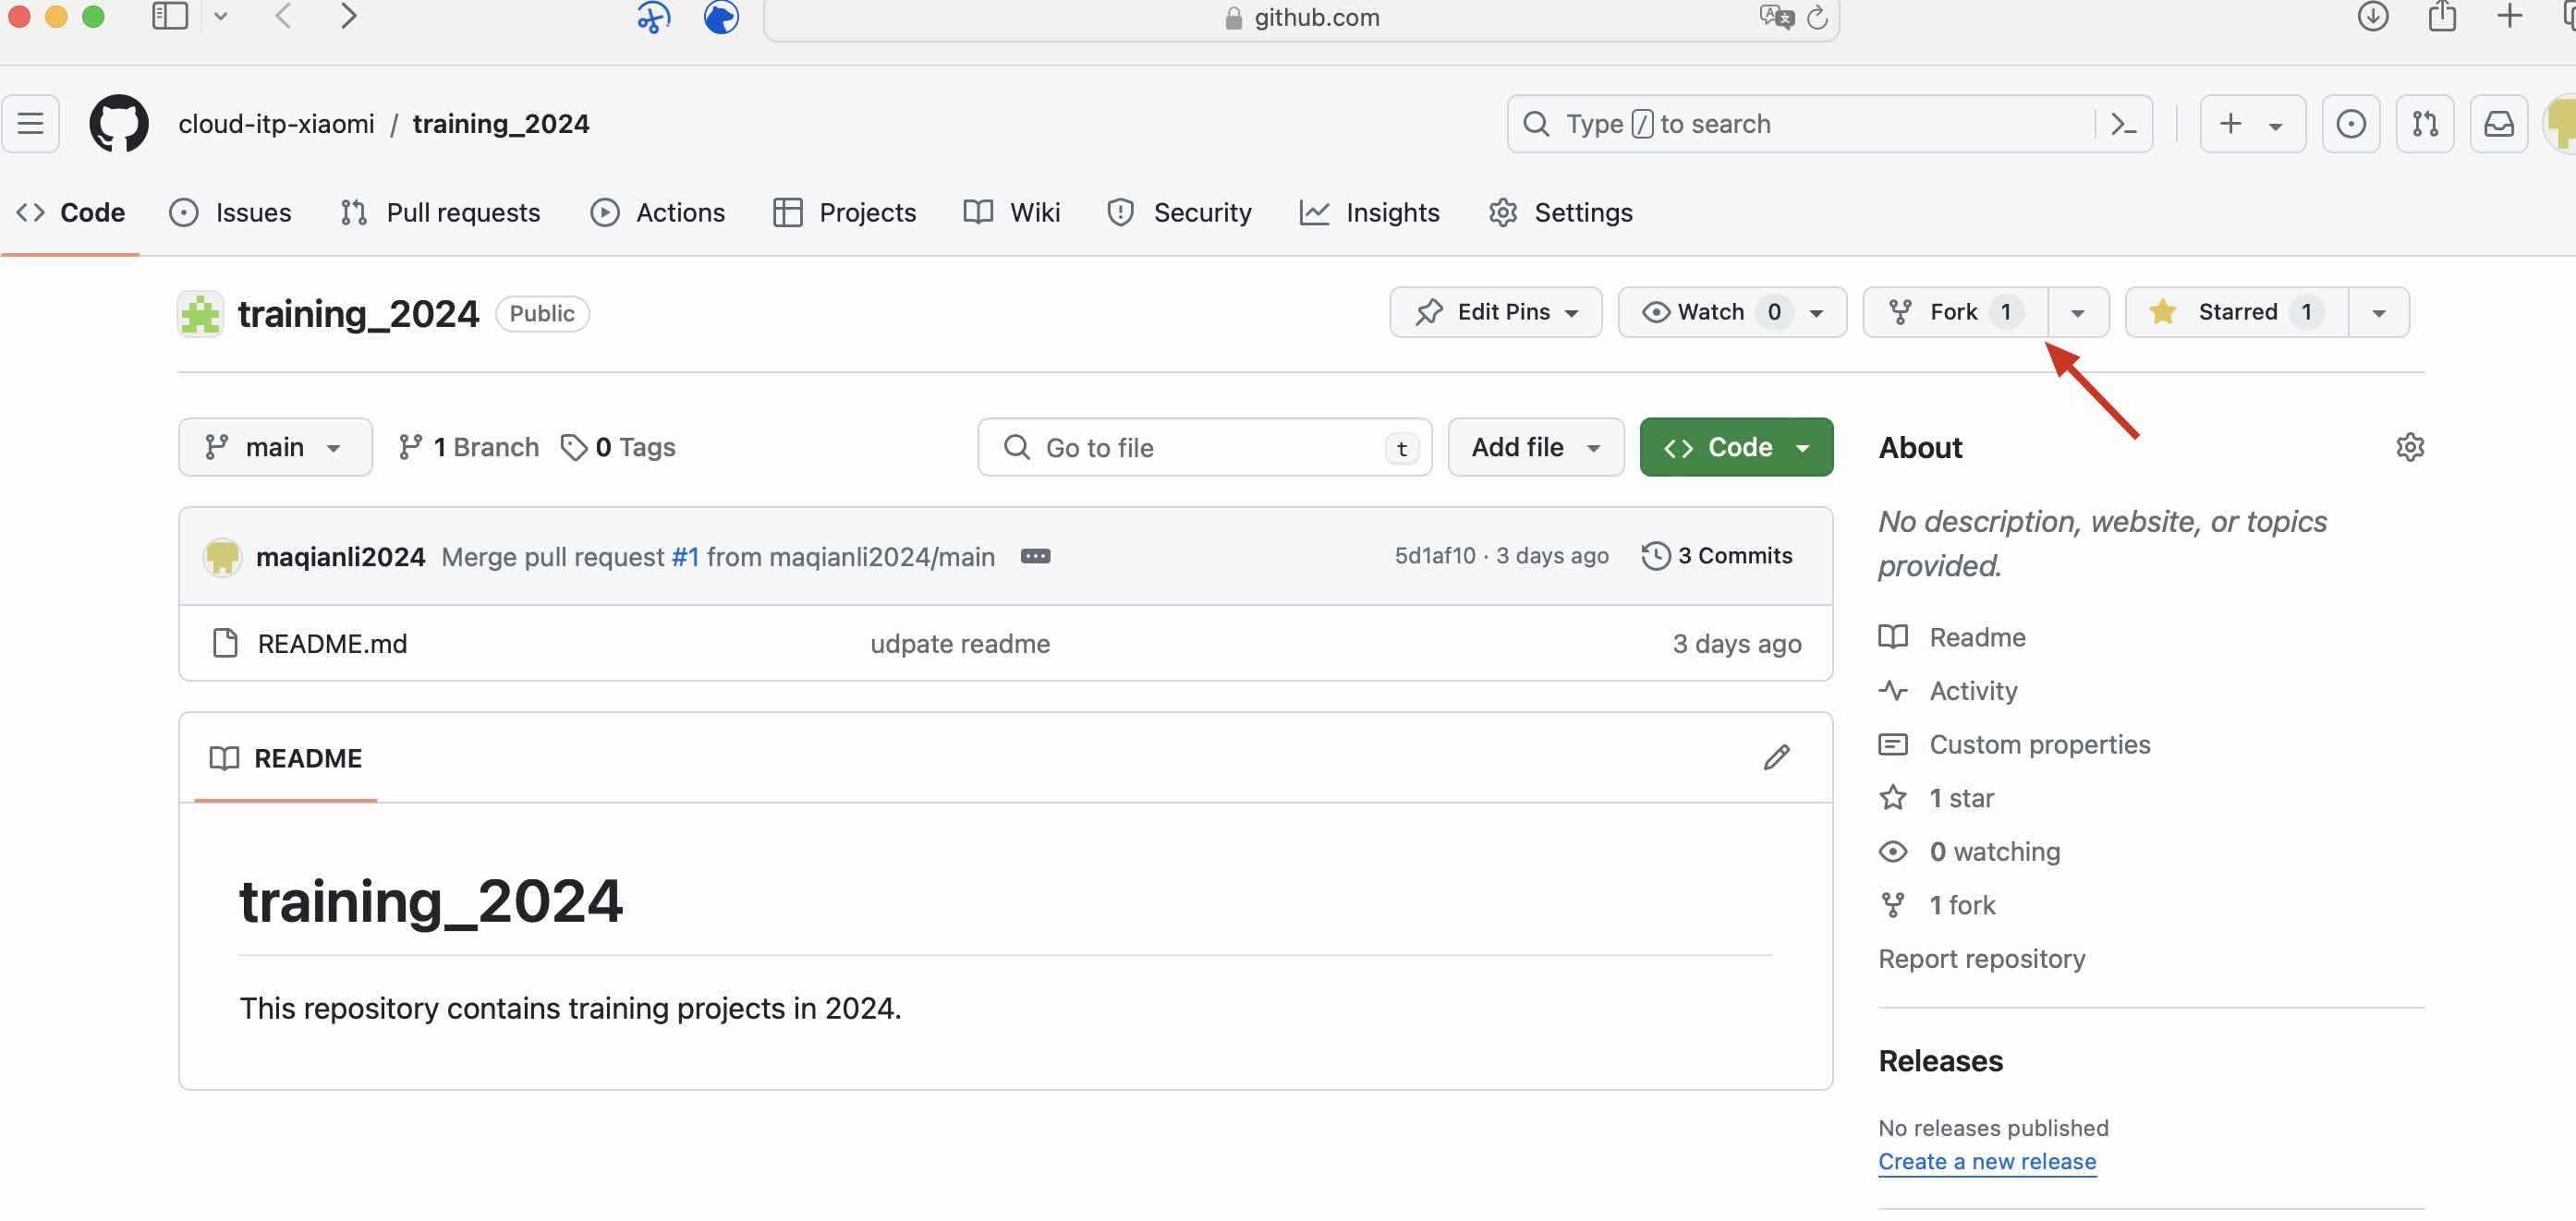 github.com
cloud-itp-xiaomi / training_2024
Type / to search
Code Issues Pull requests Actions Projects Wiki Security Insights Settings
training_2024 Public
Edit Pins Watch 0 Fork 1 Starred 1
main 1 Branch 0 Tags
Go to file t Add file Code
maqianli2024 Merge pull request #1 from maqianli2024/main 5d1af10 · 3 days ago 3 Commits
README.md udpate readme 3 days ago
README
training_2024
This repository contains training projects in 2024.
About
No description, website, or topics
provided.
Readme
Activity
Custom properties
1 star
0 watching
1 fork
Report repository
Releases
No releases published
Create a new release